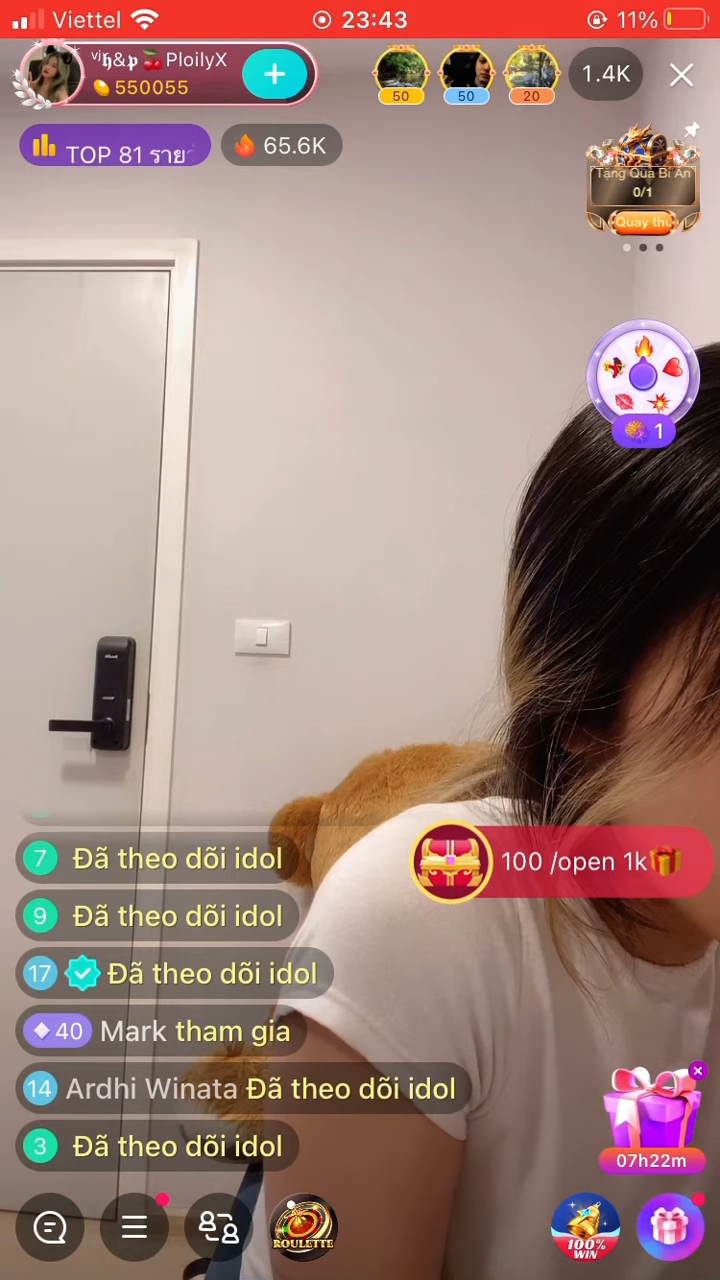 Viettel
23:43
11%
ᵛⁱ𝖍&𝖕🍒PloilyX
550055
50
50
20
1.4K
TOP 81 ราย
65.6K
Tặng Quà Bí Ẩn
0/1
Quay thư
1
7 Đã theo dõi idol
100 /open 1k
9 Đã theo dõi idol
17 Đã theo dõi idol
40 Mark tham gia
14 Ardhi Winata Đã theo dõi idol
3 Đã theo dõi idol
07h22m
ROULETTE
100%
WIN